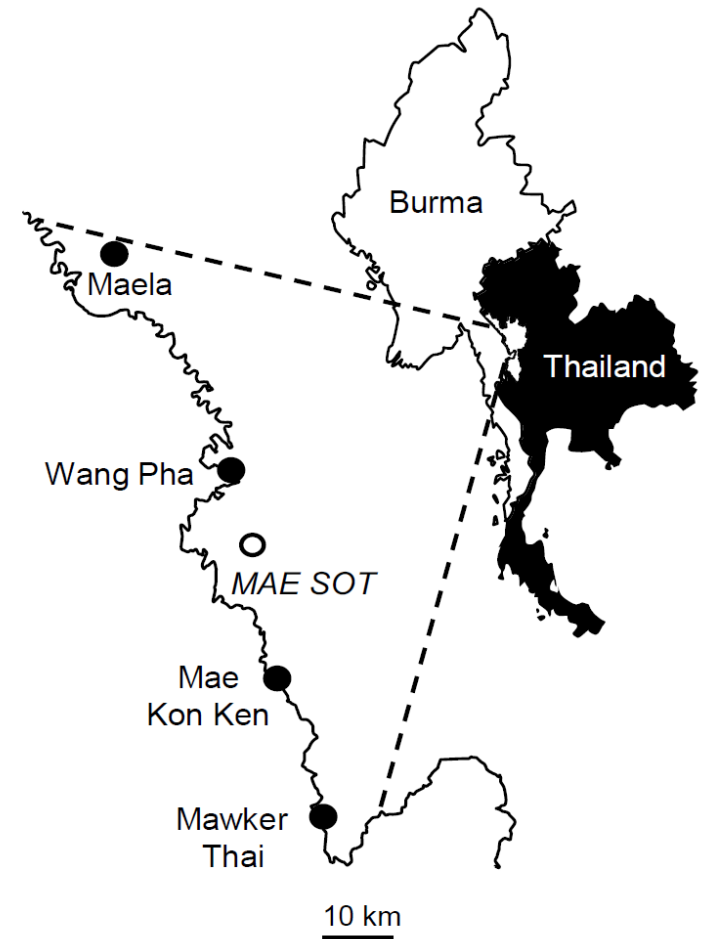 Burma
Maela
Thailand
Wang Pha
MAE SOT
Mae
Kon Ken
Mawker
Thai
10 km